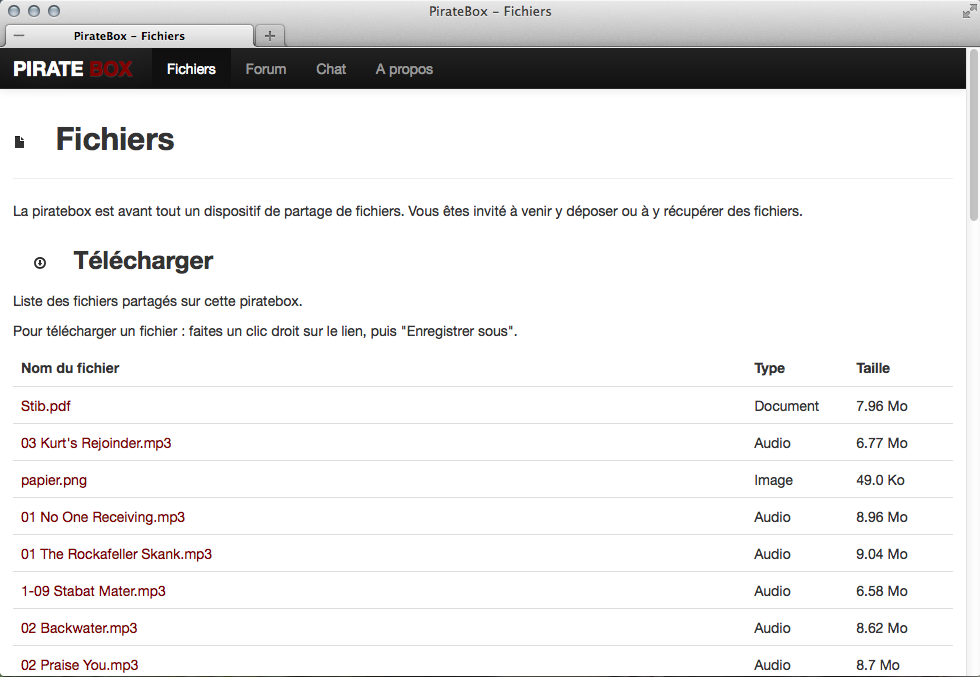 PirateBox – Fichiers
PirateBox – Fichiers
PIRATE BOX Fichiers Forum Chat A propos
Fichiers
La piratebox est avant tout un dispositif de partage de fichiers. Vous êtes invité à venir y déposer ou à y récupérer des fichiers.
Télécharger
Liste des fichiers partagés sur cette piratebox.
Pour télécharger un fichier : faites un clic droit sur le lien, puis "Enregistrer sous".
Nom du fichier Type Taille
Stib.pdf Document 7.96 Mo
03 Kurt's Rejoinder.mp3 Audio 6.77 Mo
papier.png Image 49.0 Ko
01 No One Receiving.mp3 Audio 8.96 Mo
01 The Rockafeller Skank.mp3 Audio 9.04 Mo
1-09 Stabat Mater.mp3 Audio 6.58 Mo
02 Backwater.mp3 Audio 8.62 Mo
02 Praise You.mp3 Audio 8.7 Mo